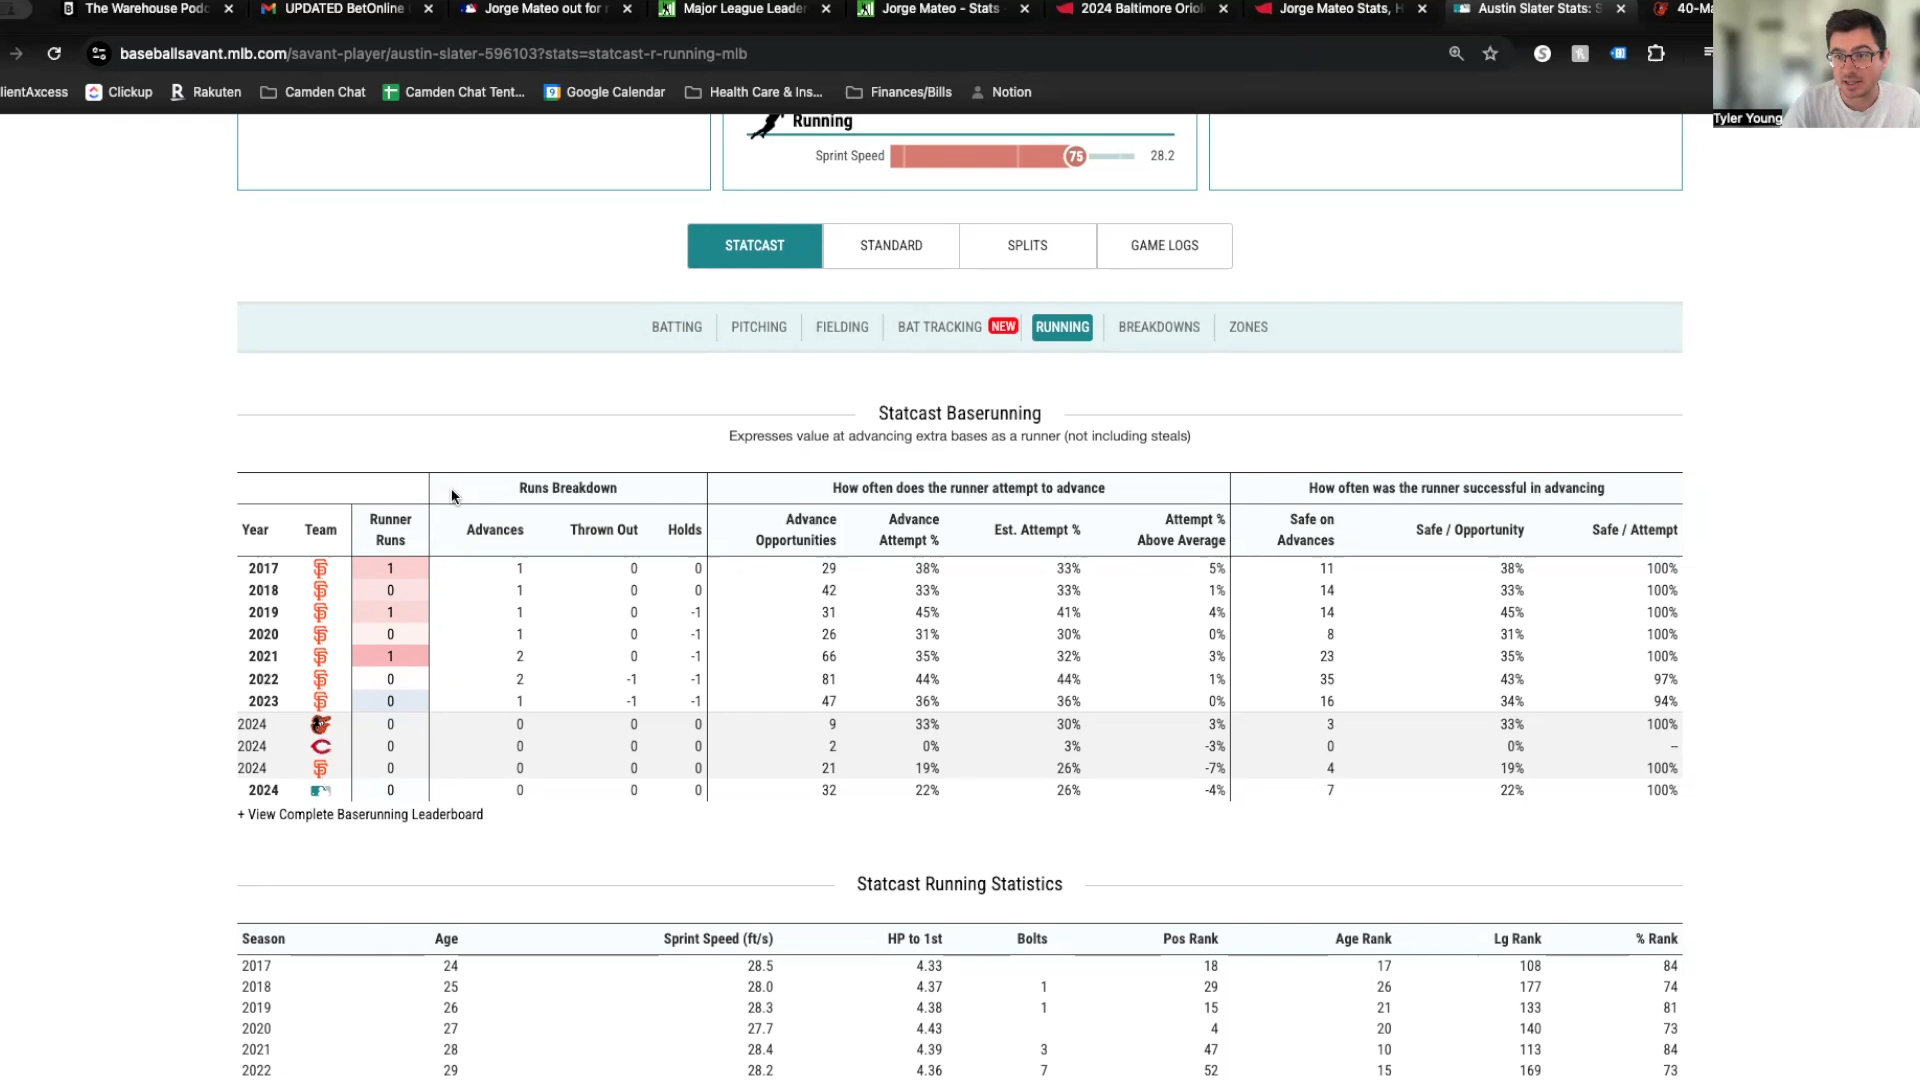 The Warehouse Podc
UPDATED BetOnline
Jorge Mateo out for
Major League Leader
Jorge Mateo - Stats
2024 Baltimore Oriol
Jorge Mateo Stats, H
Austin Slater Stats: S
40-Ma
baseballsavant.mlb.com/savant-player/austin-slater-596103?stats=statcast-r-running-mlb
lientAxcess Clickup Rakuten Camden Chat Camden Chat Tent... Google Calendar Health Care & Ins... Finances/Bills Notion
Tyler Young
Running
Sprint Speed 75 28.2
STATCAST STANDARD SPLITS GAME LOGS
BATTING PITCHING FIELDING BAT TRACKING NEW RUNNING BREAKDOWNS ZONES
Statcast Baserunning
Expresses value at advancing extra bases as a runner (not including steals)
Runs Breakdown How often does the runner attempt to advance How often was the runner successful in advancing
Year Team Runner Runs Advances Thrown Out Holds Advance Opportunities Advance Attempt % Est. Attempt % Attempt % Above Average Safe on Advances Safe / Opportunity Safe / Attempt
2017 SF 1 1 0 0 29 38% 33% 5% 11 38% 100%
2018 SF 0 1 0 0 42 33% 33% 1% 14 33% 100%
2019 SF 1 1 0 -1 31 45% 41% 4% 14 45% 100%
2020 SF 0 1 0 -1 26 31% 30% 0% 8 31% 100%
2021 SF 1 2 0 -1 66 35% 32% 3% 23 35% 100%
2022 SF 0 2 -1 -1 81 44% 44% 1% 35 43% 97%
2023 SF 0 1 -1 -1 47 36% 36% 0% 16 34% 94%
2024 0 0 0 0 9 33% 30% 3% 3 33% 100%
2024 C 0 0 0 0 2 0% 3% -3% 0 0% --
2024 SF 0 0 0 0 21 19% 26% -7% 4 19% 100%
2024 0 0 0 0 32 22% 26% -4% 7 22% 100%
+ View Complete Baserunning Leaderboard
Statcast Running Statistics
Season Age Sprint Speed (ft/s) HP to 1st Bolts Pos Rank Age Rank Lg Rank % Rank
2017 24 28.5 4.33 18 17 108 84
2018 25 28.0 4.37 1 29 26 177 74
2019 26 28.3 4.38 1 15 21 133 81
2020 27 27.7 4.43 4 20 140 73
2021 28 28.4 4.39 3 47 10 113 84
2022 29 28.2 4.36 7 52 15 169 73